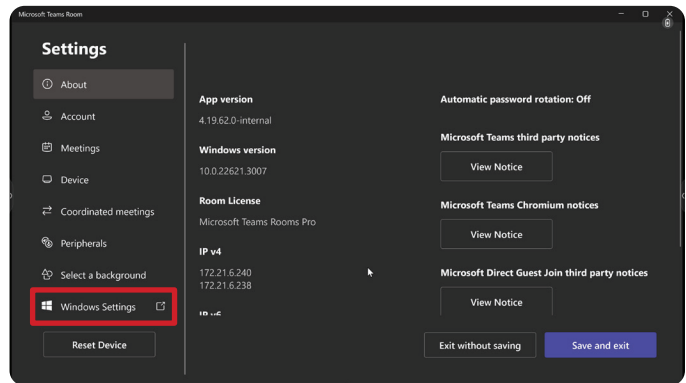 Microsoft Teams Room
Settings
About
Account
Meetings
Device
Coordinated meetings
Peripherals
Select a background
Windows Settings
Reset Device
App version
4.19.62.0-internal
Windows version
10.0.22621.3007
Room License
Microsoft Teams Rooms Pro
IP v4
172.21.6.240
172.21.6.238
IP v6
Automatic password rotation: Off
Microsoft Teams third party notices
View Notice
Microsoft Teams Chromium notices
View Notice
Microsoft Direct Guest Join third party notices
View Notice
Exit without saving
Save and exit